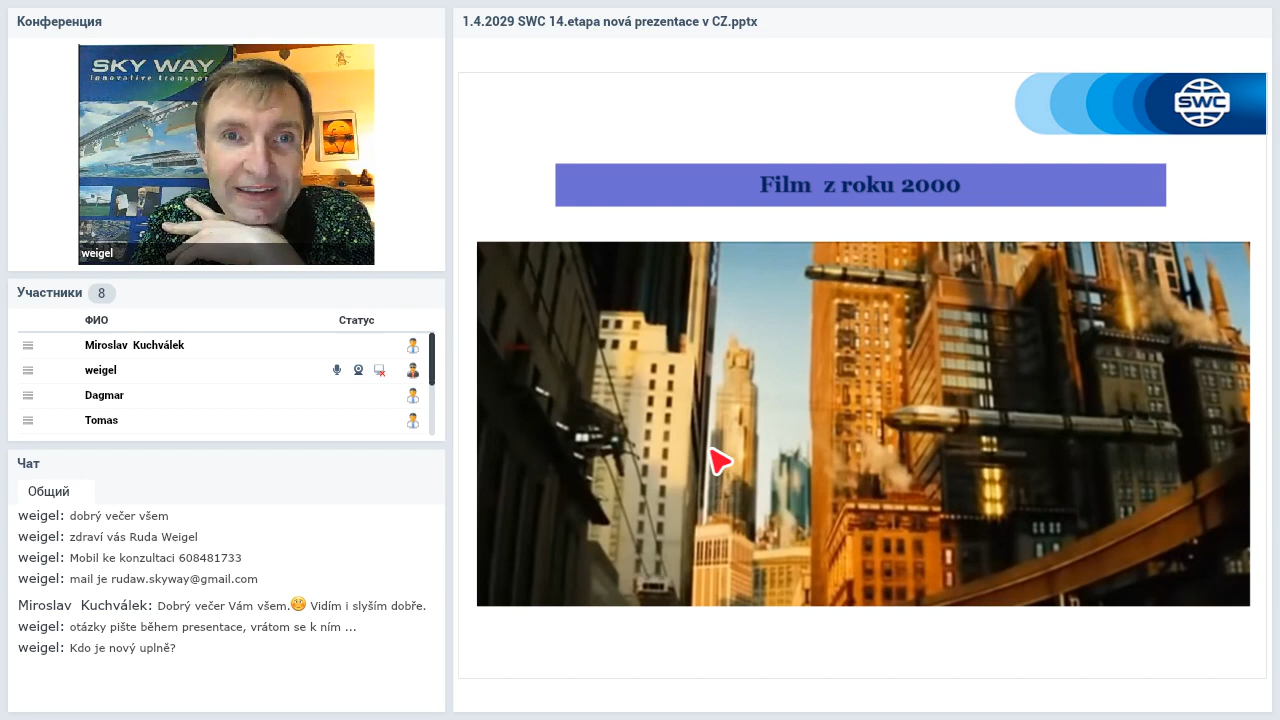 Конференция
SKY WAY
Innovative transpor
weigel
Участники 8
ФИО Статус
Miroslav Kuchválek
weigel
Dagmar
Tomas
Чат
Общий
weigel: dobrý večer všem
weigel: zdraví vás Ruda Weigel
weigel: Mobil ke konzultaci 608481733
weigel: mail je rudaw.skyway@gmail.com
Miroslav Kuchválek: Dobrý večer Vám všem.😊 Vidím i slyším dobře.
weigel: otázky pište během presentace, vrátom se k ním ...
weigel: Kdo je nový uplně?
1.4.2029 SWC 14.etapa nová prezentace v CZ.pptx
SWC
Film z roku 2000